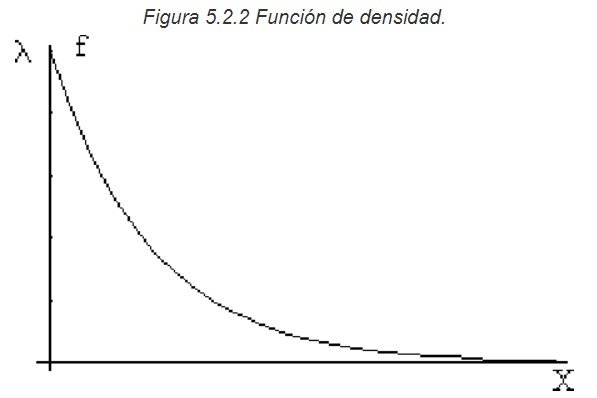 Figura 5.2.2 Función de densidad.
λ f
X